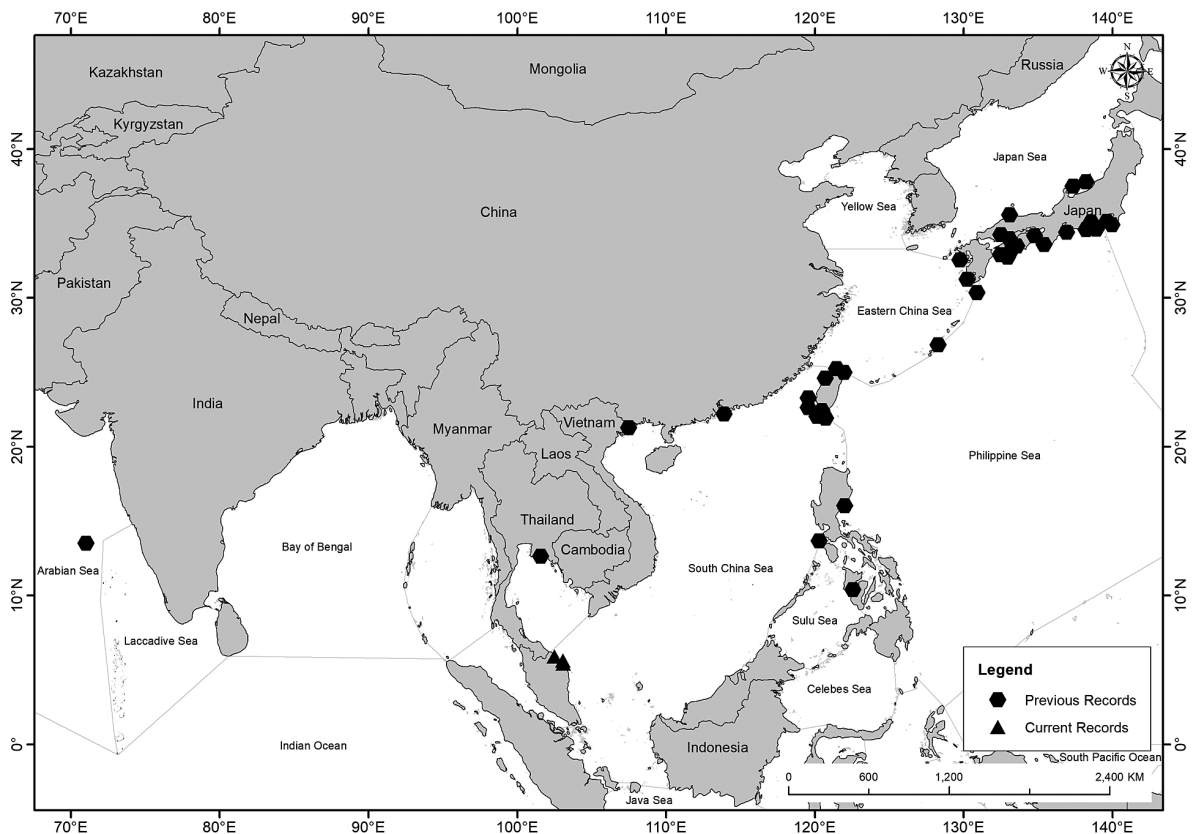 70°E 80°E 90°E 100°E 110°E 120°E 130°E 140°E
N
W E
S
Kazakhstan
Mongolia
Russia
Kyrgyzstan
40°N 40°N
Japan Sea
China
Yellow Sea
Japan
Pakistan
30°N 30°N
Nepal
Eastern China Sea
India
Myanmar
Vietnam
Laos
20°N 20°N
Philippine Sea
Thailand
Bay of Bengal
Cambodia
Arabian Sea
South China Sea
10°N 10°N
Laccadive Sea
Sulu Sea
Legend
Celebes Sea
Previous Records
Current Records
0° 0°
Indian Ocean
Indonesia
South Pacific Ocean
0 600 1,200 2,400 KM
Java Sea
70°E 80°E 90°E 100°E 110°E 120°E 130°E 140°E